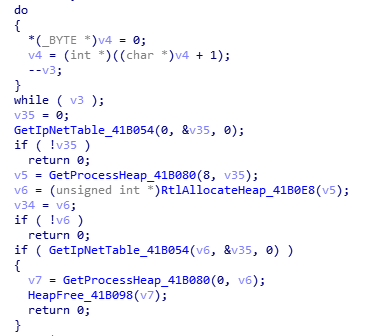 do
{
*(_BYTE *)v4 = 0;
v4 = (int *)((char *)v4 + 1);
--v3;
}
while ( v3 );
v35 = 0;
GetIpNetTable_41B054(0, &v35, 0);
if ( !v35 )
return 0;
v5 = GetProcessHeap_41B080(8, v35);
v6 = (unsigned int *)RtlAllocateHeap_41B0E8(v5);
v34 = v6;
if ( !v6 )
return 0;
if ( GetIpNetTable_41B054(v6, &v35, 0) )
{
v7 = GetProcessHeap_41B080(0, v6);
HeapFree_41B098(v7);
return 0;
}